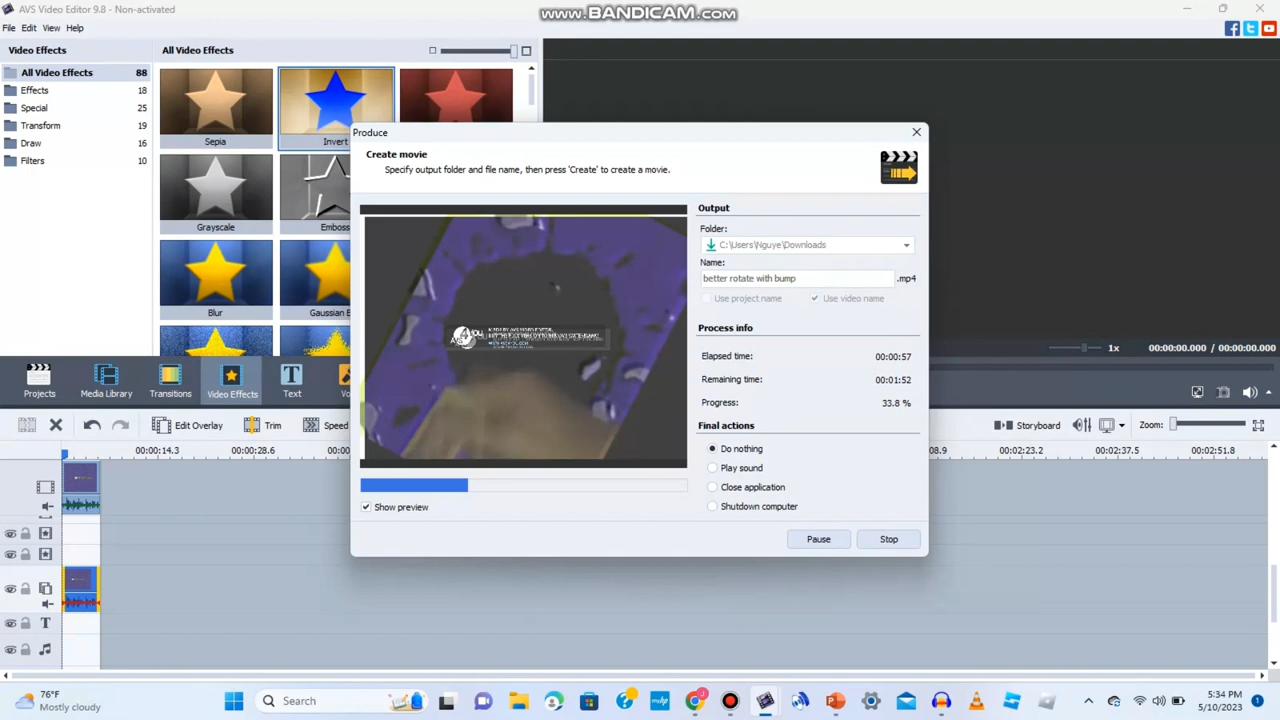 AVS Video Editor 9.8 - Non-activated
www.BANDICAM.com
File Edit View Help
Video Effects
All Video Effects
All Video Effects 88
Effects 18
Special 25
Transform 19
Draw 16
Filters 10
Sepia
Invert
Grayscale
Emboss
Blur
Gaussian
Produce
Create movie
Specify output folder and file name, then press 'Create' to create a movie.
Output
Folder:
C:\Users\Nguye\Downloads
Name:
better rotate with bump .mp4
Use project name
Use video name
Process info
Elapsed time: 00:00:57
Remaining time: 00:01:52
Progress: 33.8 %
Final actions
Do nothing
Play sound
Close application
Shutdown computer
Show preview
Pause
Stop
1x
00:00:00.000 / 00:00:00.000
Projects
Media Library
Transitions
Video Effects
Text
Edit Overlay
Trim
Speed
Storyboard
Zoom:
00:00:14.3
00:00:28.6
00:02:23.2
00:02:37.5
00:02:51.8
T
76°F
Mostly cloudy
Search
5:34 PM
5/10/2023
1